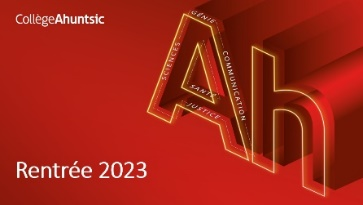 CollègeAhuntsic
GÉNIE
SCIENCES
COMMUNICATION
SANTÉ
JUSTICE
Ah
Rentrée 2023